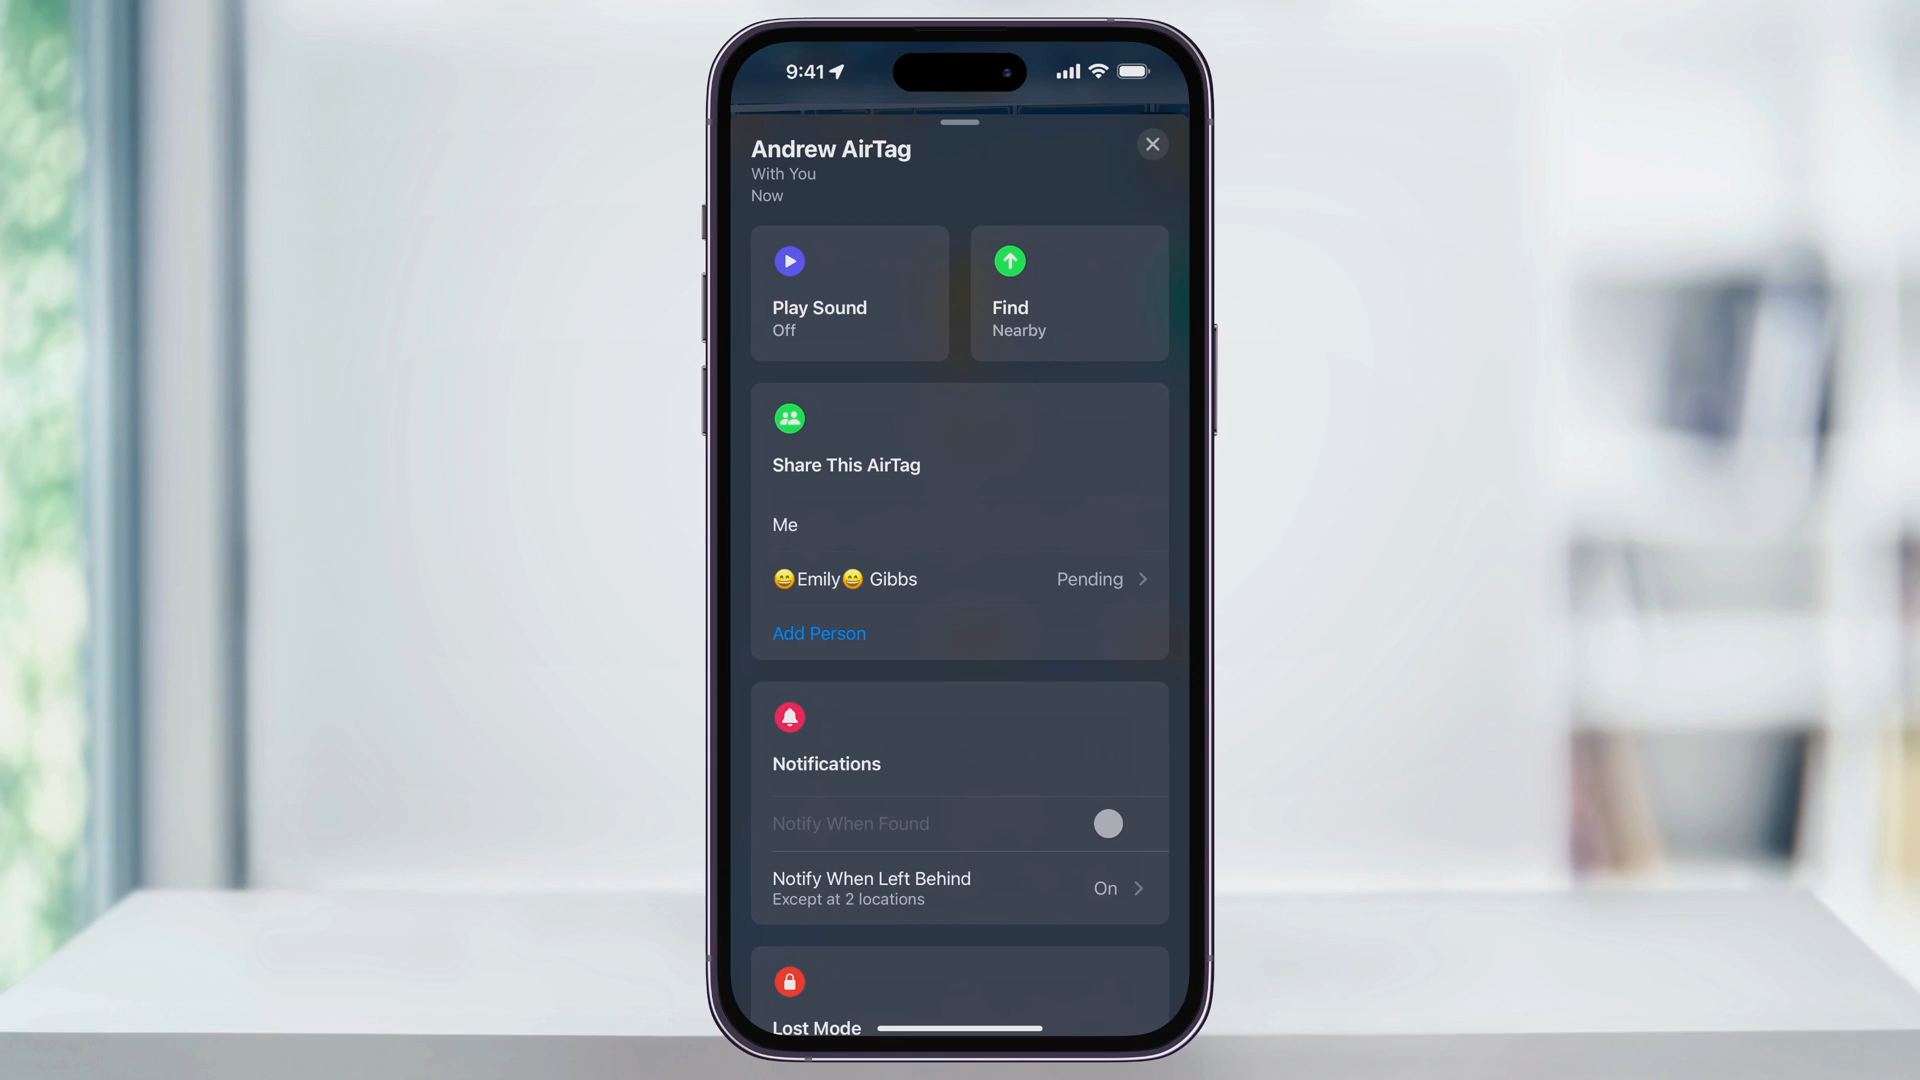 9:41
Andrew AirTag
With You
Now
Play Sound
Off
Find
Nearby
Share This AirTag
Me
😄Emily😄 Gibbs
Pending
Add Person
Notifications
Notify When Found
Notify When Left Behind
Except at 2 locations
On
Lost Mode